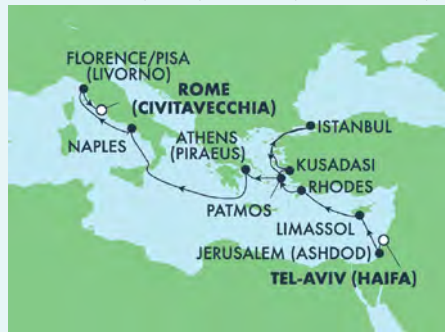 FLORENCE/PISA
(LIVORNO)
ROME
(CIVITAVECCHIA)
NAPLES
ATHENS
(PIRAEUS)
ISTANBUL
KUSADASI
RHODES
PATMOS
LIMASSOL
JERUSALEM (ASHDOD)
TEL-AVIV (HAIFA)